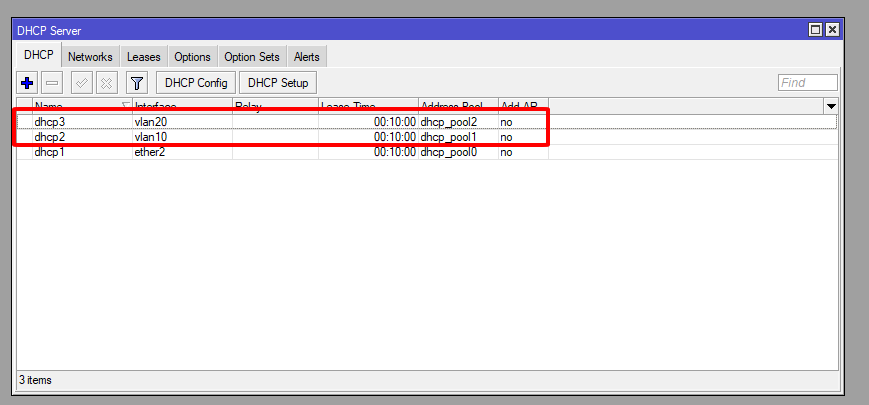 DHCP Server
DHCP Networks Leases Options Option Sets Alerts
DHCP Config DHCP Setup Find
Name Interface Relay Lease Time Address Pool Add AR...
dhcp3 vlan20 00:10:00 dhcp_pool2 no
dhcp2 vlan10 00:10:00 dhcp_pool1 no
dhcp1 ether2 00:10:00 dhcp_pool0 no
3 items